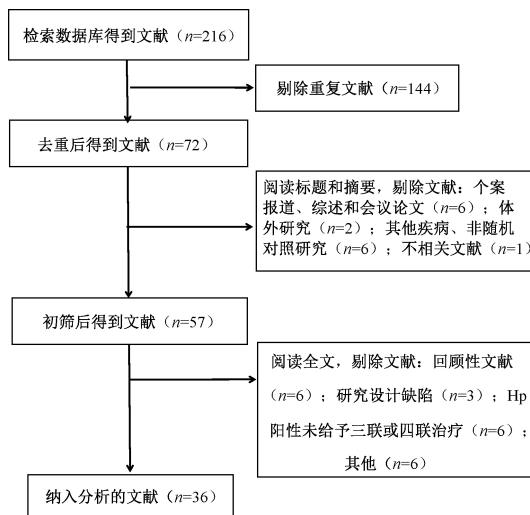 检索数据库得到文献（n=216）
剔除重复文献（n=144）
去重后得到文献（n=72）
阅读标题和摘要，剔除文献：个案
报道、综述和会议论文（n=6）；体
外研究（n=2）；其他疾病、非随机
对照研究（n=6）；不相关文献（n=1）
初筛后得到文献（n=57）
阅读全文，剔除文献：回顾性文献
（n=6）；研究设计缺陷（n=3）；Hp
阳性未给予三联或四联治疗（n=6）；
其他（n=6）
纳入分析的文献（n=36）